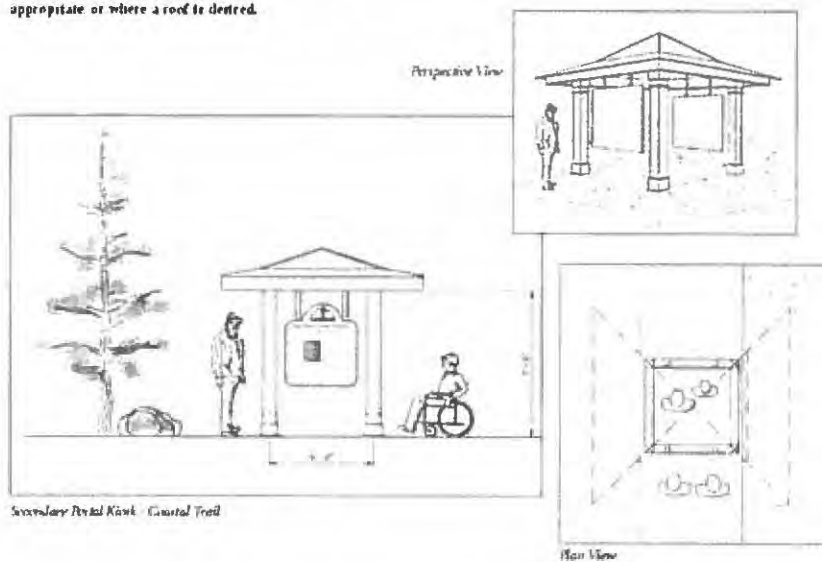 appropriate or where a roof is desired.
Perspective View
Secondary Portal Kiosk - Coastal Trail
Plan View